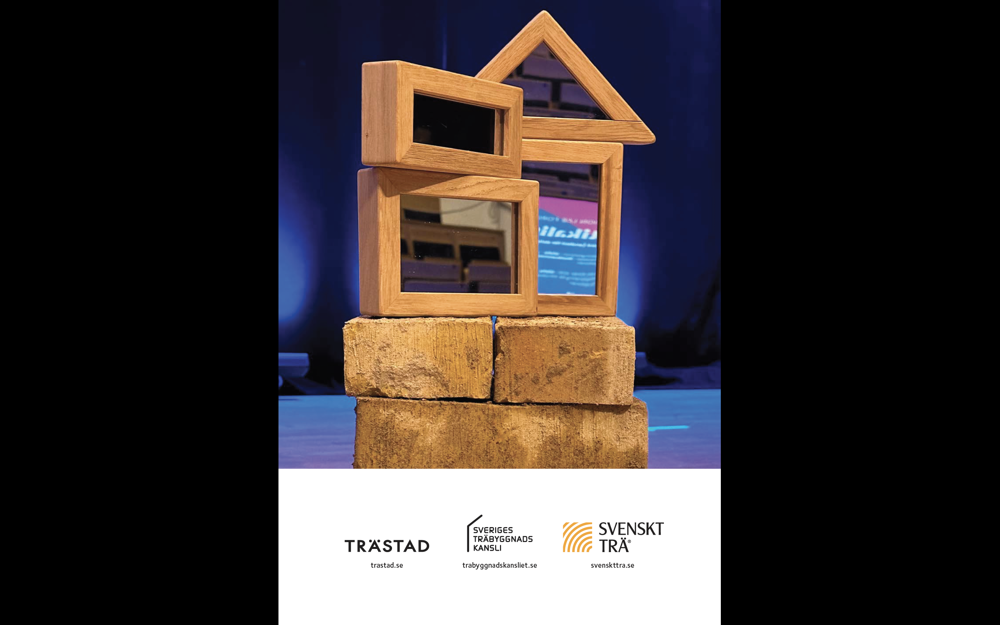 TRÄSTAD
trastad.se
SVERIGES
TRÄBYGGNADS
KANSLI
trabyggnadskansliet.se
SVENSKT
TRÄ®
svenskttra.se